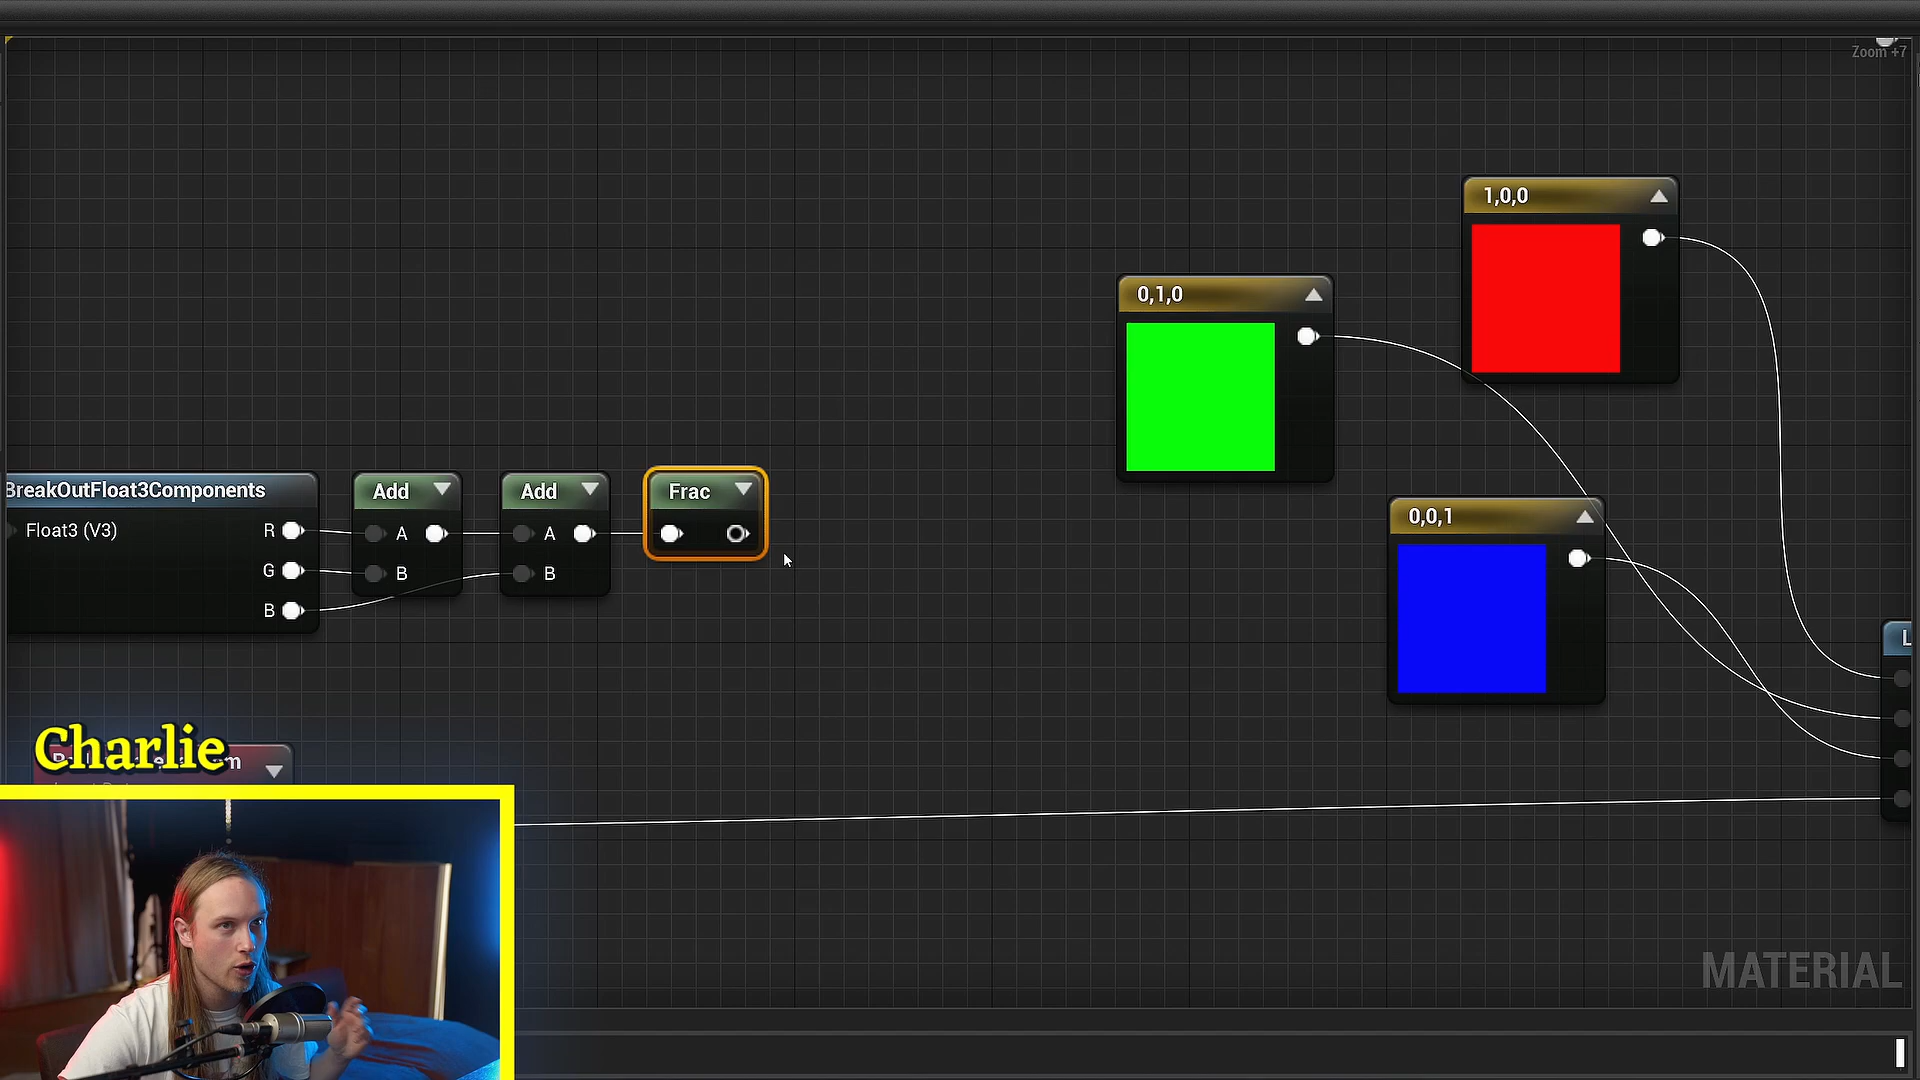 Zoom +7
1,0,0
0,1,0
BreakOutFloat3Components
Add
Add
Frac
Float3 (V3)
R
A
A
0,0,1
G
B
B
B
L
Charlie
MATERIAL